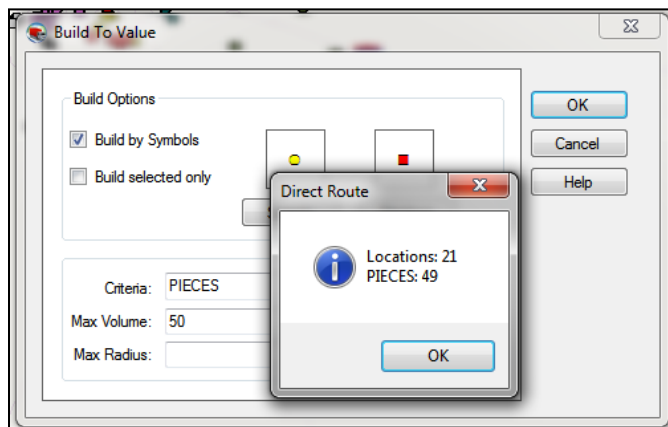 Build To Value
Build Options
Build by Symbols
Build selected only
OK
Cancel
Help
Direct Route
Locations: 21
PIECES: 49
OK
Criteria: PIECES
Max Volume: 50
Max Radius: